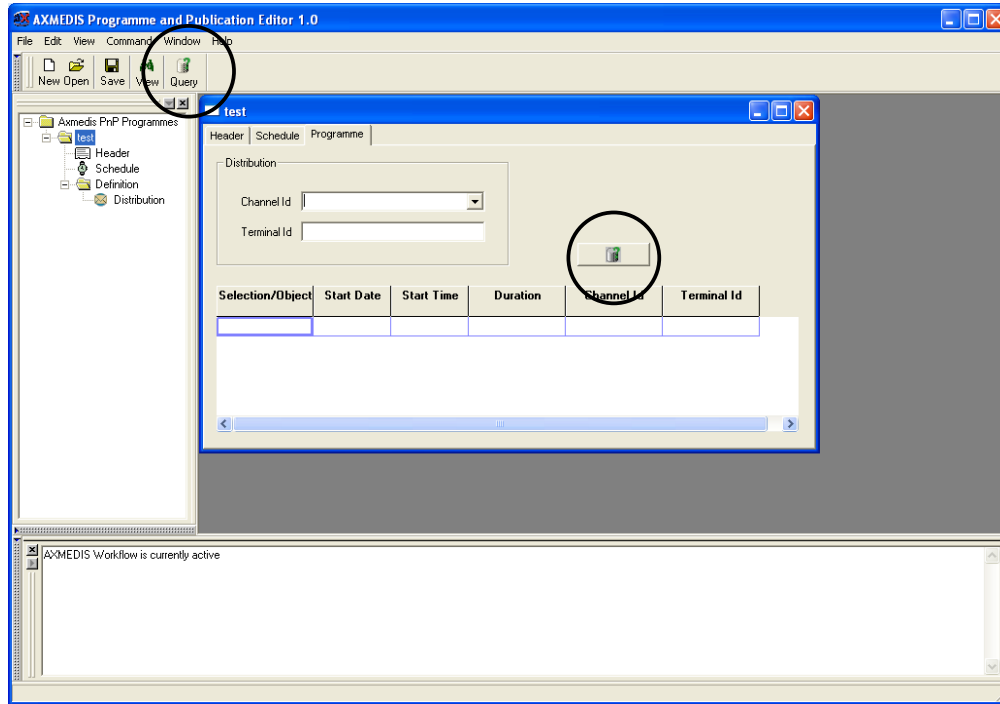 AXMEDIS Programme and Publication Editor 1.0
File Edit View Command Window Help
New Open Save View Query
Axmedis PnP Programmes
test
Header
Schedule
Definition
Distribution
test
Header Schedule Programme
Distribution
Channel Id
Terminal Id
Selection/Object Start Date Start Time Duration Channel Id Terminal Id
AXMEDIS Workflow is currently active